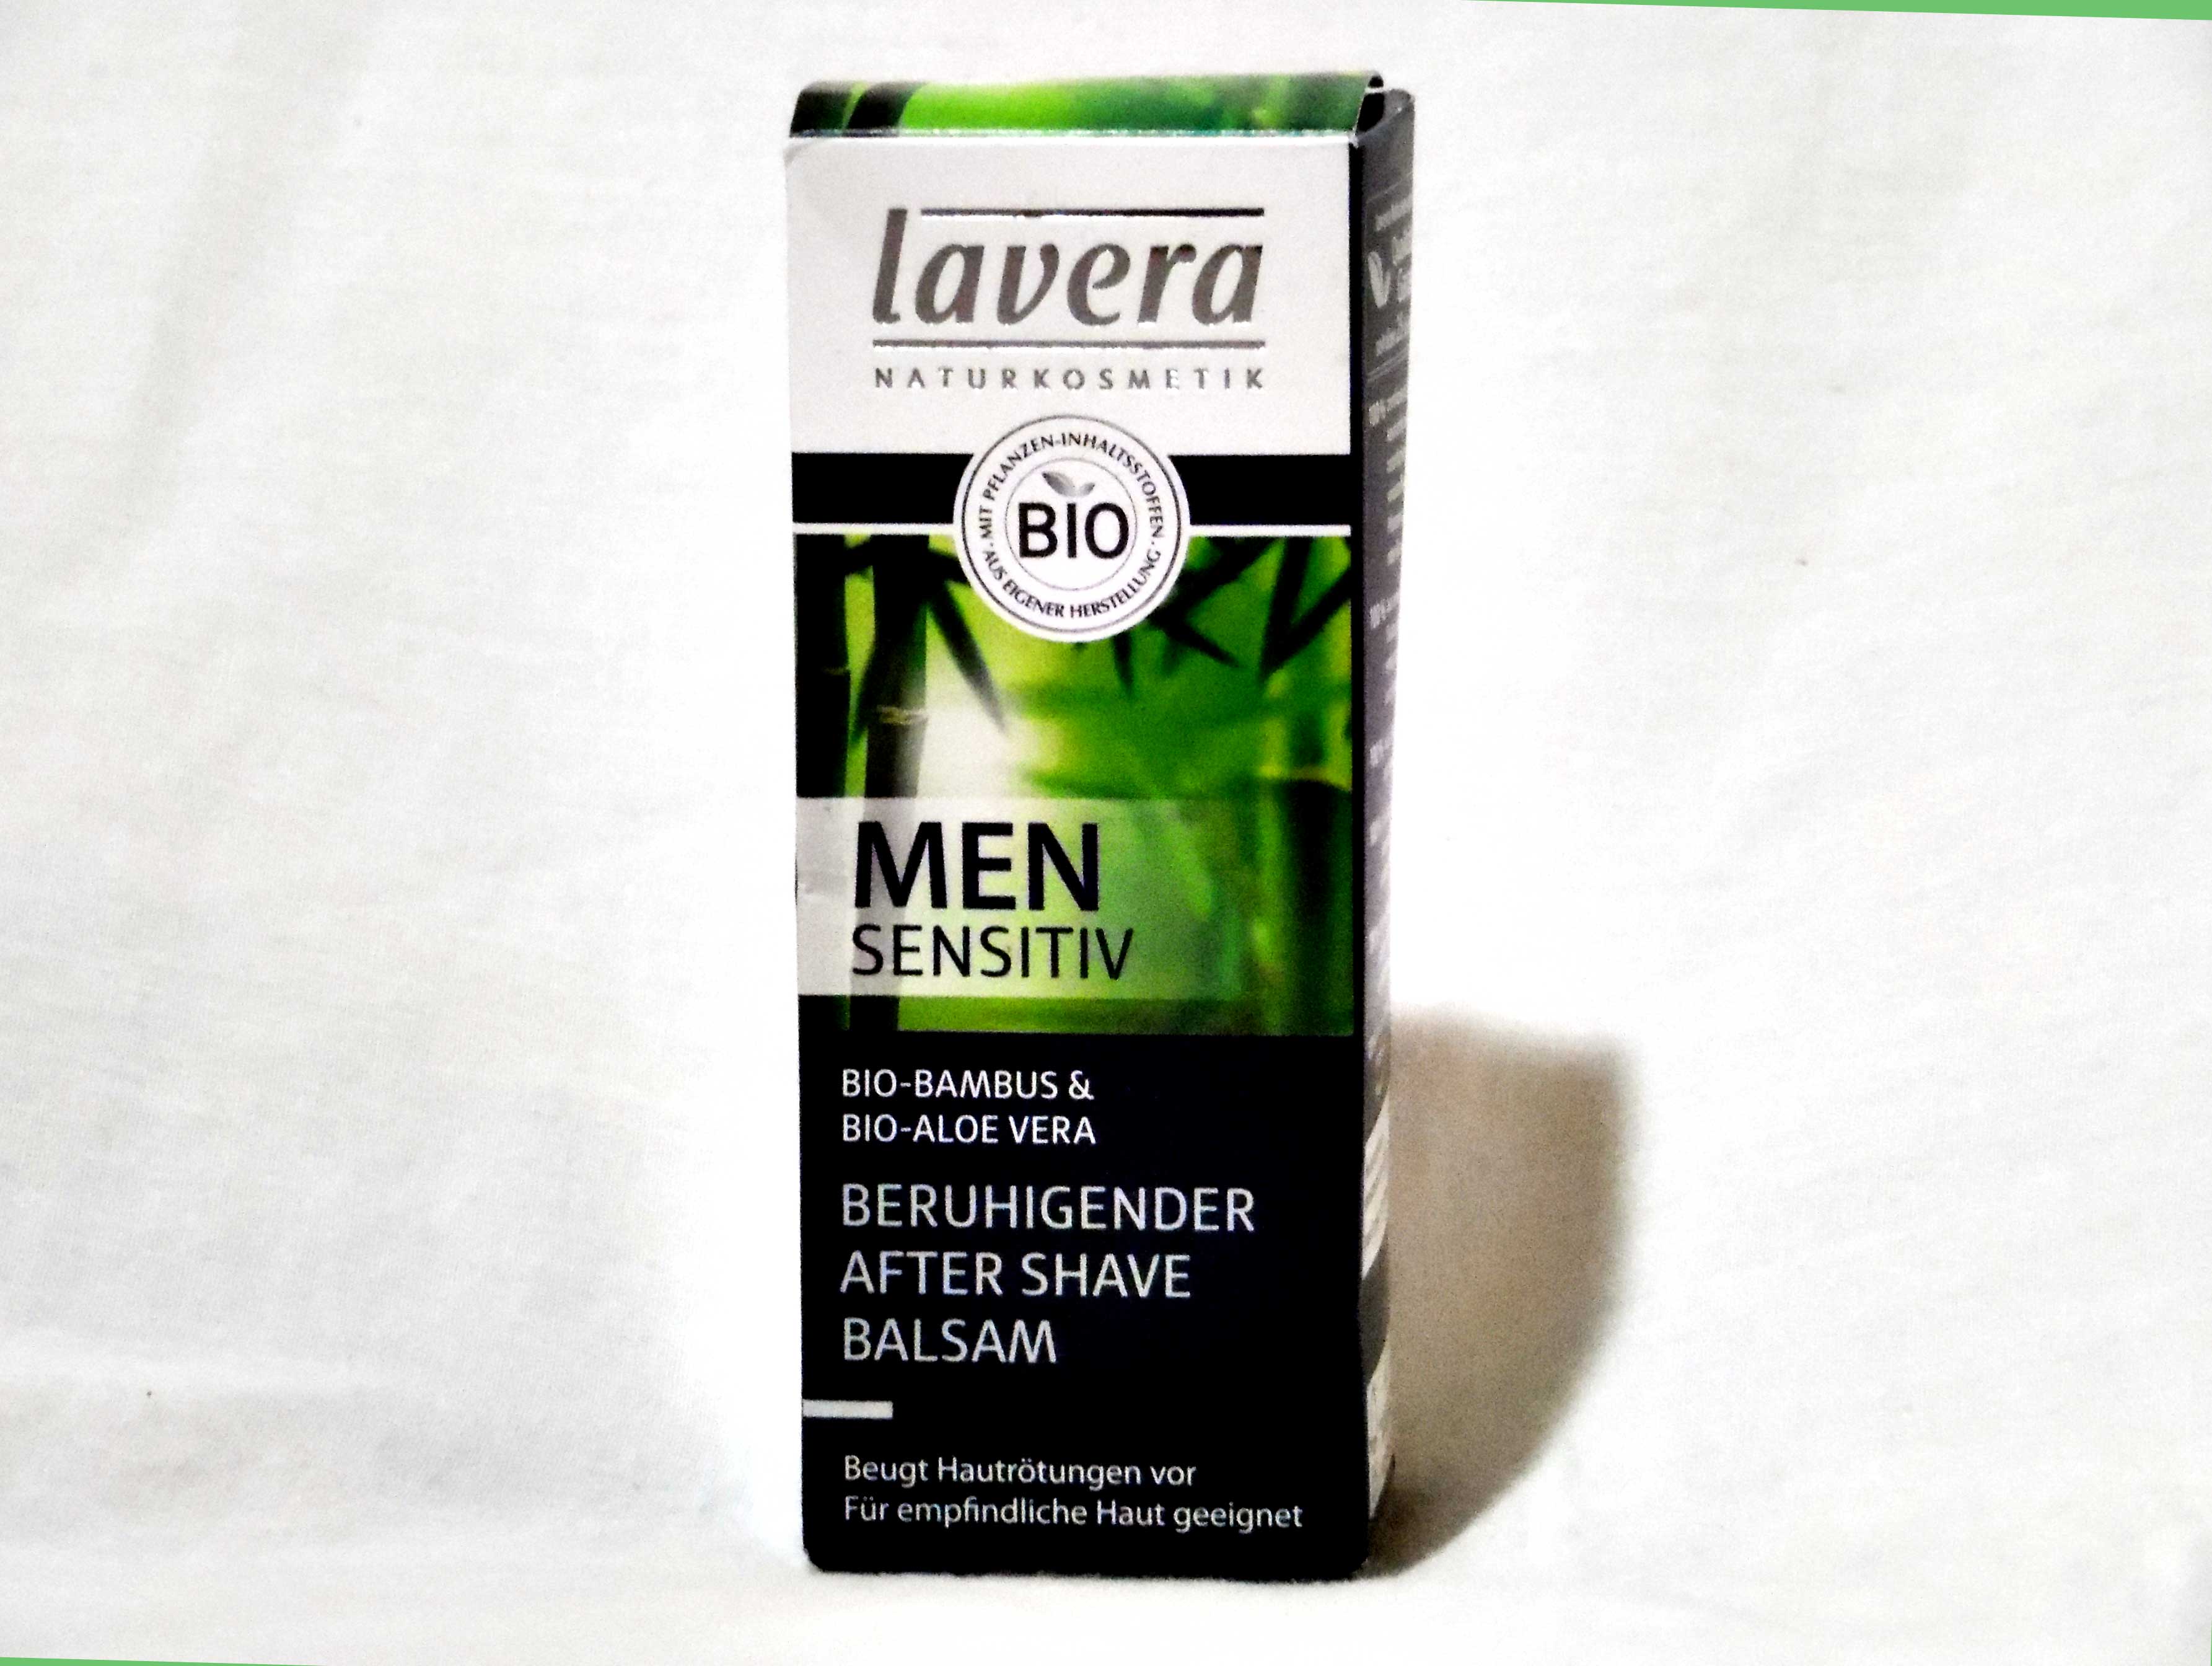 lavera
NATURKOSMETIK
· MIT PFLANZEN-INHALTSSTOFFEN ·
BIO
AUS EIGENER HERSTELLUNG
MEN
SENSITIV
BIO-BAMBUS &
BIO-ALOE VERA
BERUHIGENDER
AFTER SHAVE
BALSAM
Beugt Hautrötungen vor
Für empfindliche Haut geeignet